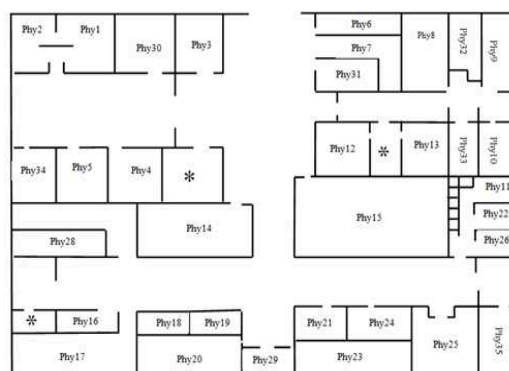 Phy2 Phy1 Phy30 Phy3
Phy6
Phy7
Phy31
Phy8
Phy32
Phy9
Phy34 Phy5 Phy4 *
Phy12 * Phy13
Phy33
Phy10
Phy11
Phy22
Phy26
Phy14
Phy15
Phy28
* Phy16
Phy17
Phy18 Phy19
Phy20
Phy29
Phy21 Phy24
Phy23
Phy25
Phy35